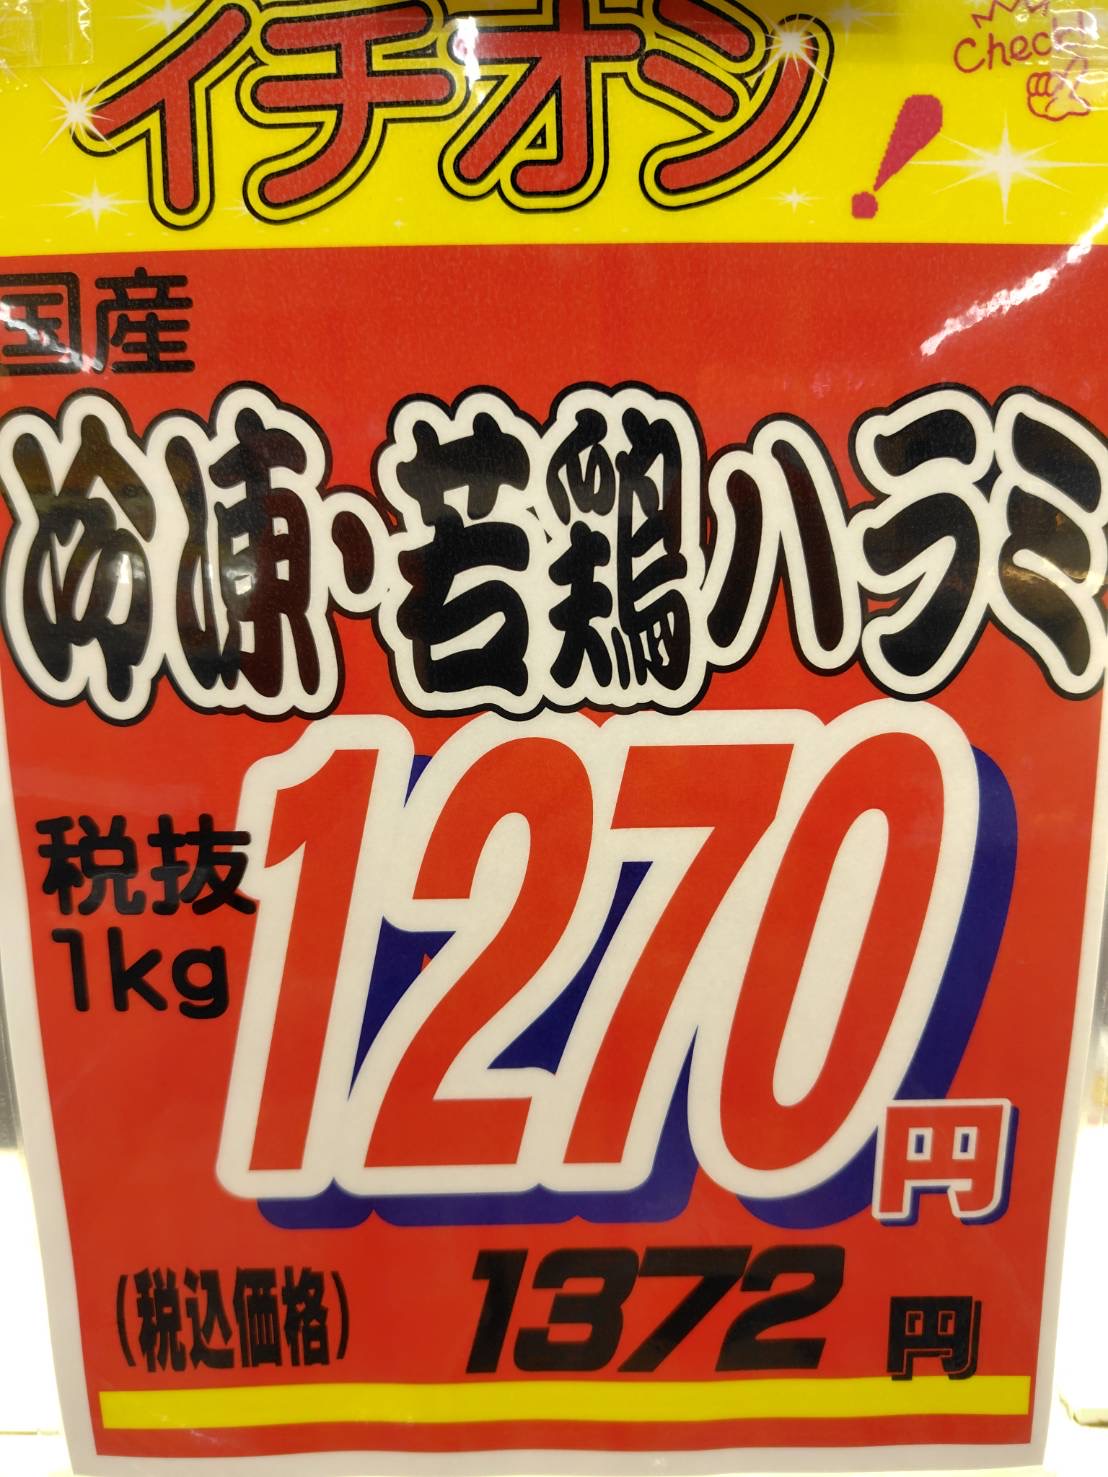 イチオシ!
Check!
国産
冷凍・若鶏ハラミ
税抜
1kg
1270円
(税込価格) 1372円